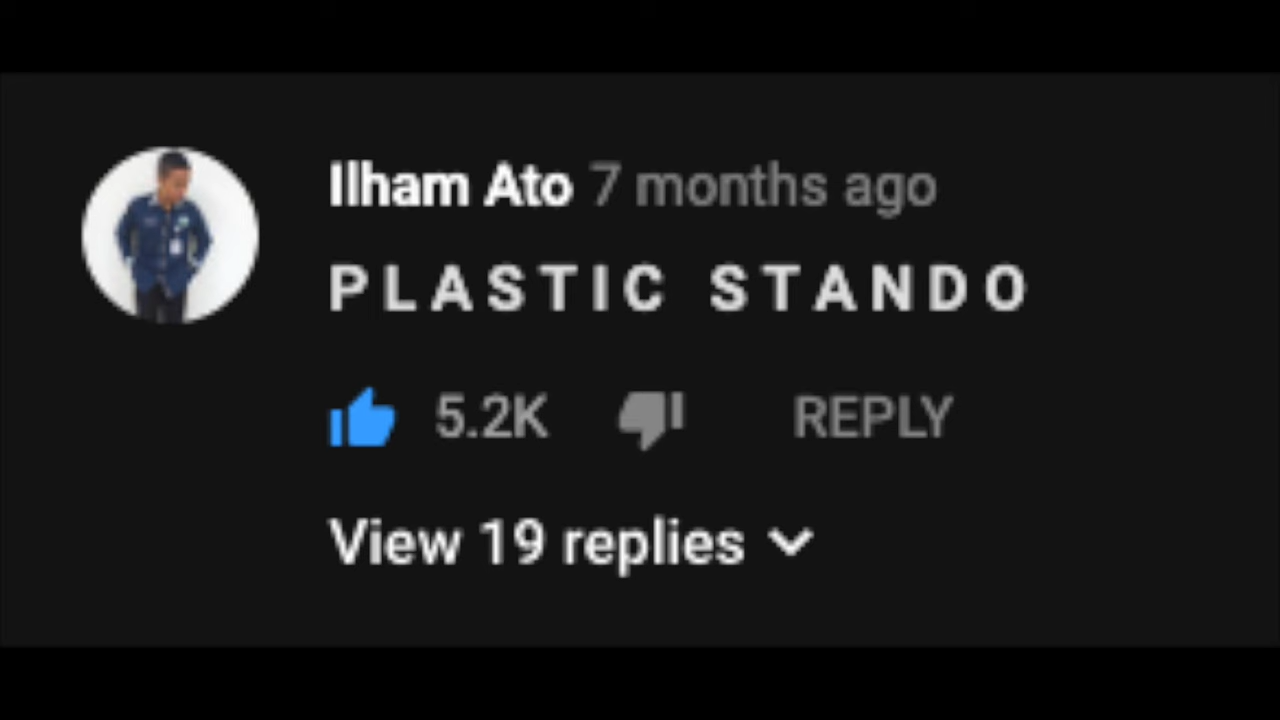 Ilham Ato 7 months ago
PLASTIC STANDO
5.2K REPLY
View 19 replies